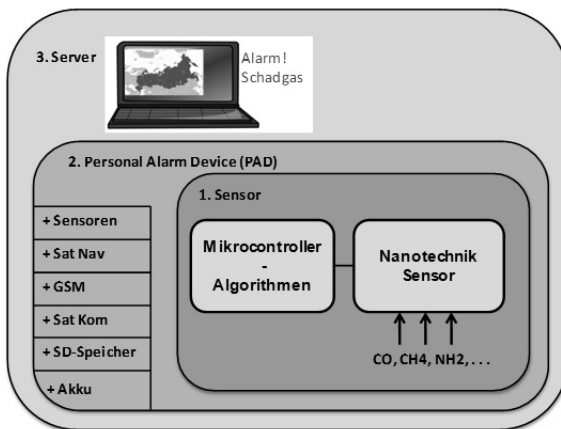 3. Server
Alarm!
Schadgas
2. Personal Alarm Device (PAD)
1. Sensor
+ Sensoren
+ Sat Nav
+ GSM
+ Sat Kom
+ SD-Speicher
+ Akku
Mikrocontroller
-
Algorithmen
Nanotechnik
Sensor
CO, CH4, NH2, . . .